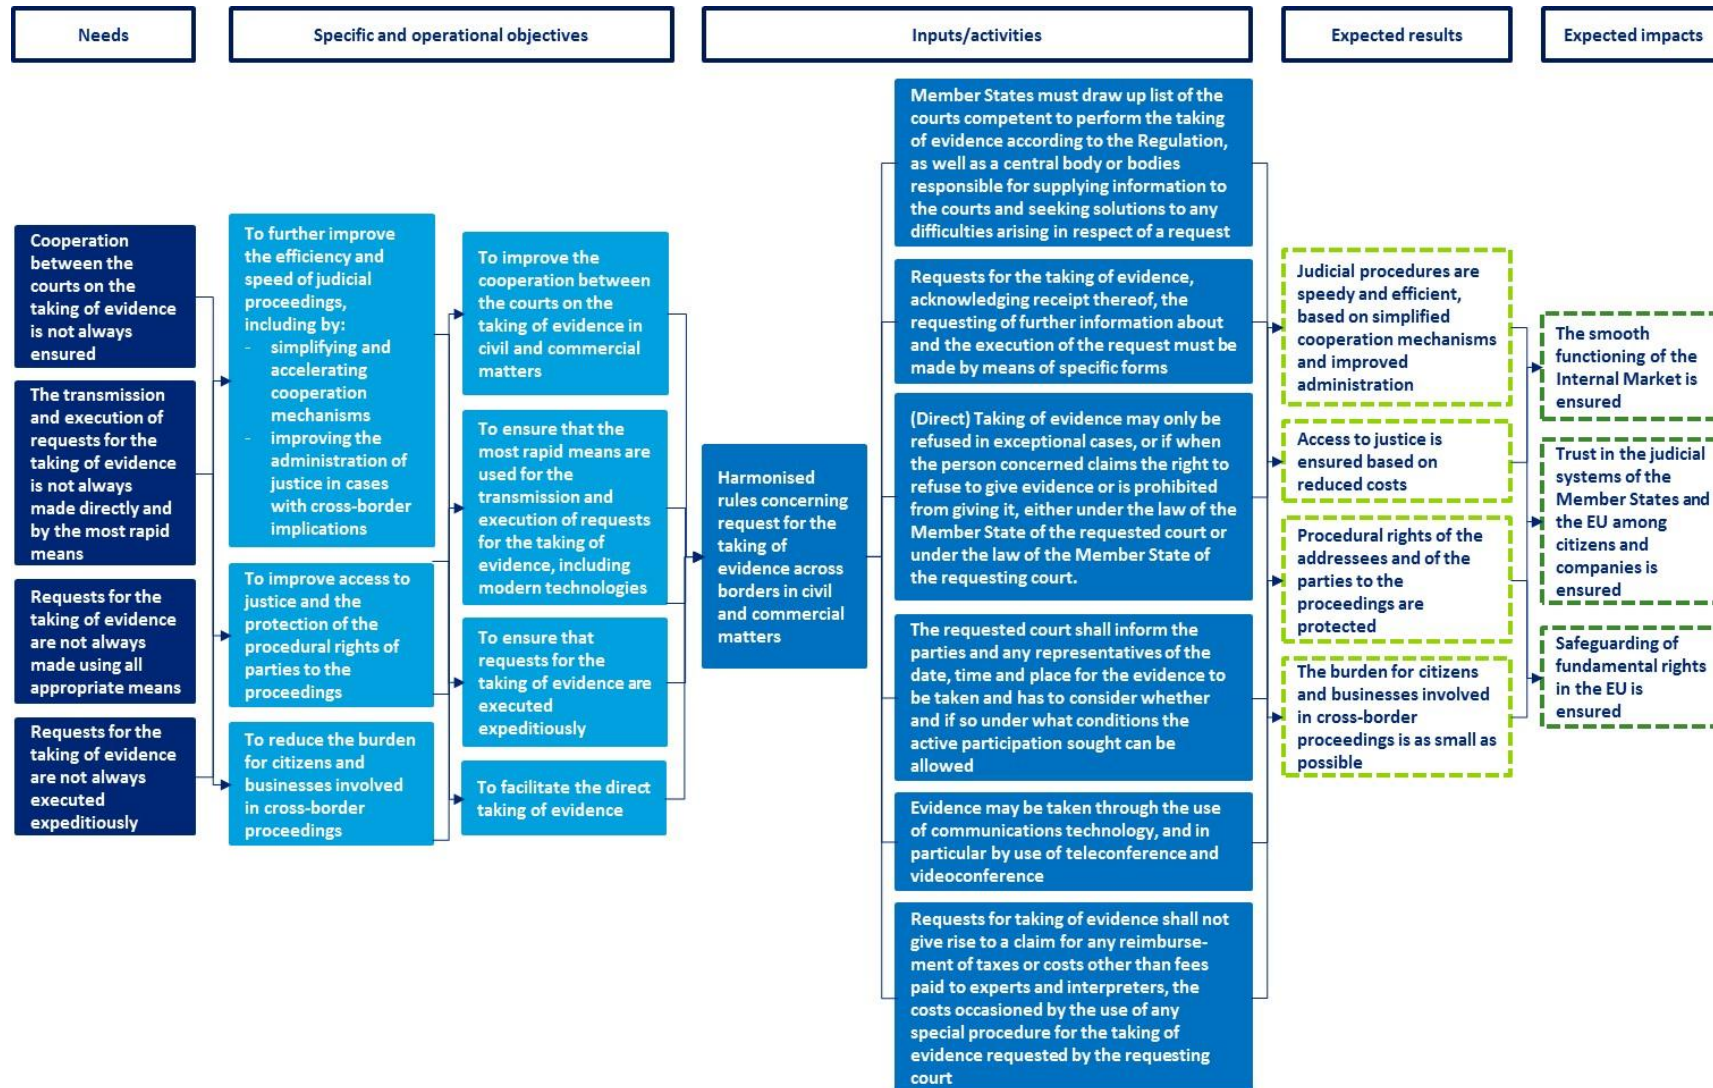 Needs
Specific and operational objectives
Inputs/activities
Expected results
Expected impacts
Cooperation
between the
courts on the
taking of evidence
is not always
ensured
The transmission
and execution of
requests for the
taking of evidence
is not always
made directly and
by the most rapid
means
Requests for the
taking of evidence
are not always
made using all
appropriate means
Requests for the
taking of evidence
are not always
executed
expeditiously
To further improve
the efficiency and
speed of judicial
proceedings,
including by:
- simplifying and
accelerating
cooperation
mechanisms
- improving the
administration of
justice in cases
with cross-border
implications
To improve access to
justice and the
protection of the
procedural rights of
parties to the
proceedings
To reduce the burden
for citizens and
businesses involved
in cross-border
proceedings
To improve the
cooperation between
the courts on the
taking of evidence in
civil and commercial
matters
To ensure that the
most rapid means are
used for the
transmission and
execution of requests
for the taking of
evidence, including
modern technologies
To ensure that
requests for the
taking of evidence are
executed
expeditiously
To facilitate the direct
taking of evidence
Harmonised
rules concerning
request for the
taking of
evidence across
borders in civil
and commercial
matters
Member States must draw up list of the
courts competent to perform the taking
of evidence according to the Regulation,
as well as a central body or bodies
responsible for supplying information to
the courts and seeking solutions to any
difficulties arising in respect of a request
Requests for the taking of evidence,
acknowledging receipt thereof, the
requesting of further information about
and the execution of the request must be
made by means of specific forms
(Direct) Taking of evidence may only be
refused in exceptional cases, or if when
the person concerned claims the right to
refuse to give evidence or is prohibited
from giving it, either under the law of the
Member State of the requested court or
under the law of the Member State of
the requesting court.
The requested court shall inform the
parties and any representatives of the
date, time and place for the evidence to
be taken and has to consider whether
and if so under what conditions the
active participation sought can be
allowed
Evidence may be taken through the use
of communications technology, and in
particular by use of teleconference and
videoconference
Requests for taking of evidence shall not
give rise to a claim for any reimburse-
ment of taxes or costs other than fees
paid to experts and interpreters, the
costs occasioned by the use of any
special procedure for the taking of
evidence requested by the requesting
court
Judicial procedures are
speedy and efficient,
based on simplified
cooperation mechanisms
and improved
administration
Access to justice is
ensured based on
reduced costs
Procedural rights of the
addressees and of the
parties to the
proceedings are
protected
The burden for citizens
and businesses involved
in cross-border
proceedings is as small as
possible
The smooth
functioning of the
Internal Market is
ensured
Trust in the judicial
systems of the
Member States and
the EU among
citizens and
companies is
ensured
Safeguarding of
fundamental rights
in the EU is
ensured